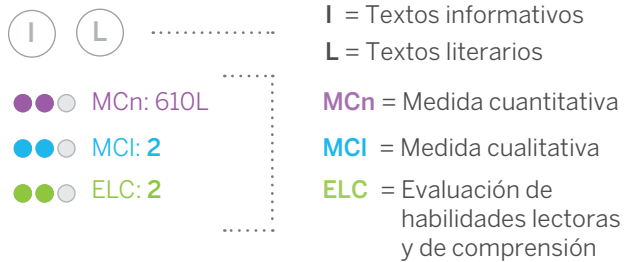 I L
I = Textos informativos
L = Textos literarios
MCn: 610L
MCn = Medida cuantitativa
MCl: 2
MCl = Medida cualitativa
ELC: 2
ELC = Evaluación de
habilidades lectoras
y de comprensión